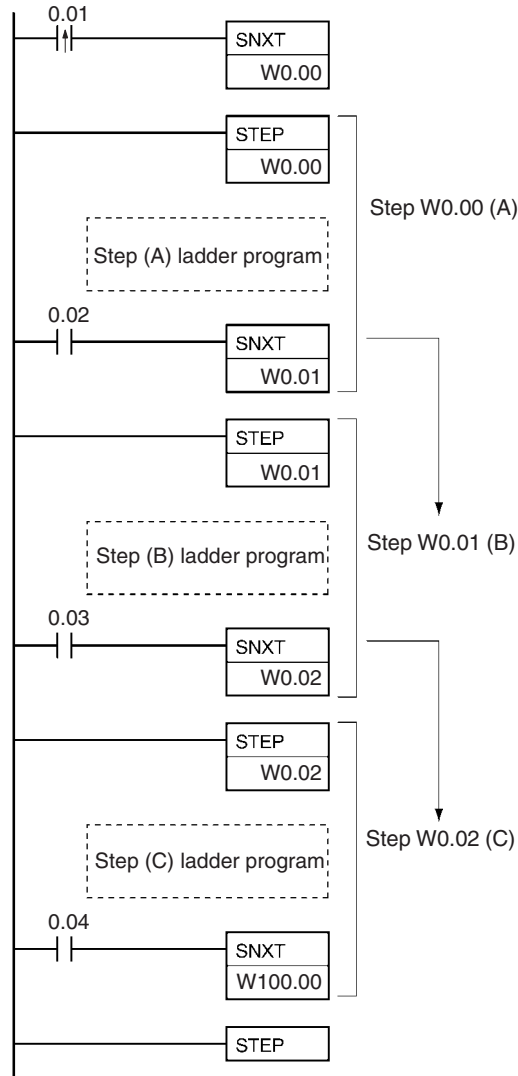 0.01
SNXT
W0.00
STEP
W0.00
Step W0.00 (A)
Step (A) ladder program
0.02
SNXT
W0.01
STEP
W0.01
Step W0.01 (B)
Step (B) ladder program
0.03
SNXT
W0.02
STEP
W0.02
Step W0.02 (C)
Step (C) ladder program
0.04
SNXT
W100.00
STEP